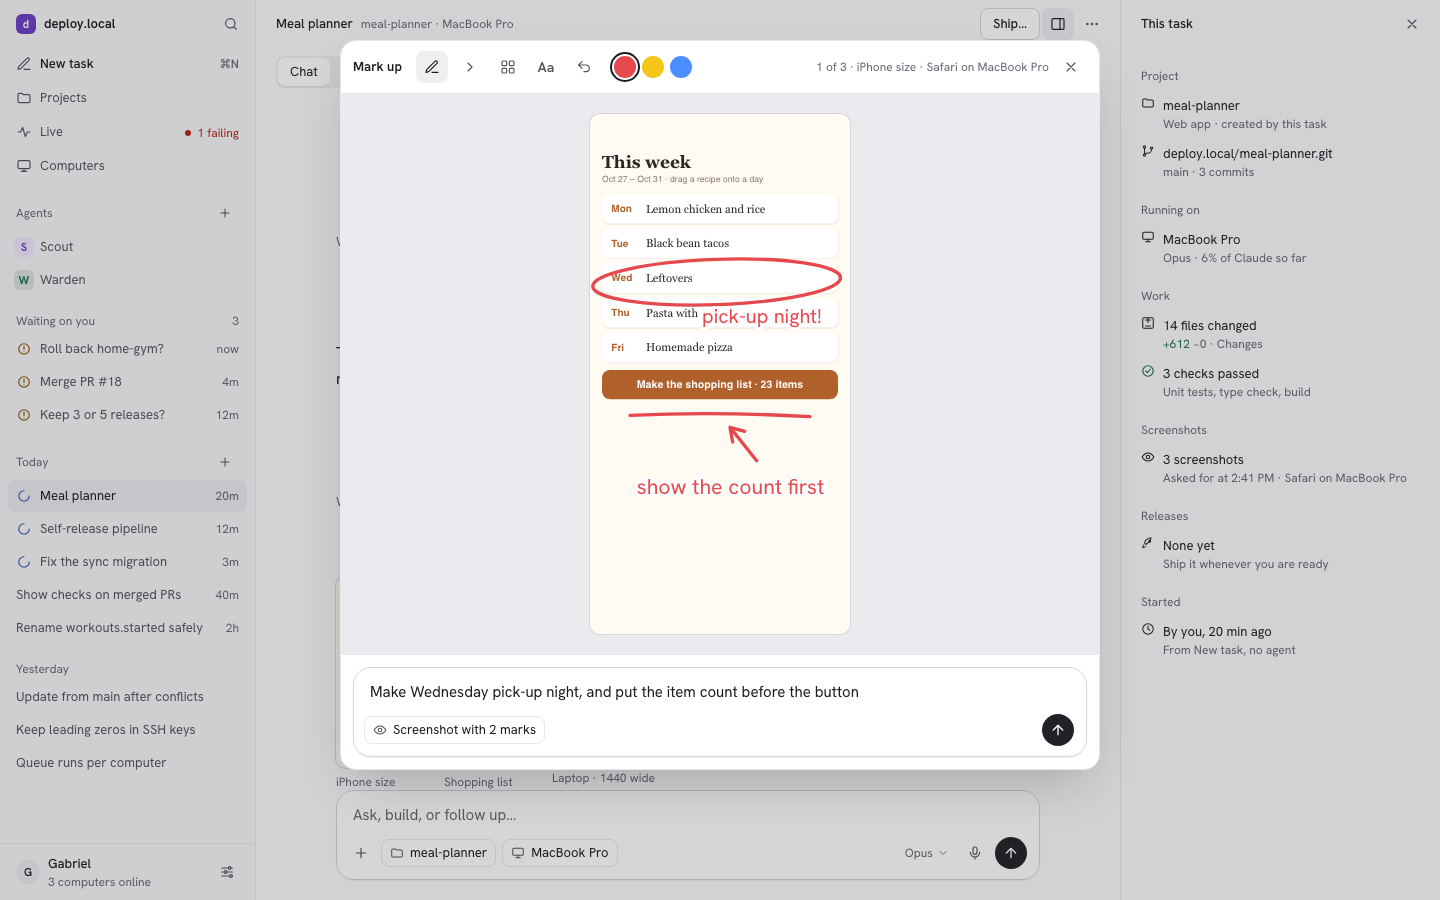 deploy.local
New task ⌘N
Projects
Live 1 failing
Computers
Agents
S Scout
W Warden
Waiting on you 3
Roll back home-gym? now
Merge PR #18 4m
Keep 3 or 5 releases? 12m
Today
Meal planner 20m
Self-release pipeline 12m
Fix the sync migration 3m
Show checks on merged PRs 40m
Rename workouts.started safely 2h
Yesterday
Update from main after conflicts
Keep leading zeros in SSH keys
Queue runs per computer
G Gabriel
3 computers online
Meal planner meal-planner · MacBook Pro
Ship...
Chat
Mark up
Aa
1 of 3 · iPhone size · Safari on MacBook Pro
This week
Oct 27 – Oct 31 · drag a recipe onto a day
Mon Lemon chicken and rice
Tue Black bean tacos
Wed Leftovers
Thu Pasta with
pick-up night!
Fri Homemade pizza
Make the shopping list · 23 items
show the count first
Make Wednesday pick-up night, and put the item count before the button
Screenshot with 2 marks
iPhone size
Shopping list
Laptop · 1440 wide
Ask, build, or follow up...
meal-planner
MacBook Pro
Opus
This task
Project
meal-planner
Web app · created by this task
deploy.local/meal-planner.git
main · 3 commits
Running on
MacBook Pro
Opus · 6% of Claude so far
Work
14 files changed
+612 −0 · Changes
3 checks passed
Unit tests, type check, build
Screenshots
3 screenshots
Asked for at 2:41 PM · Safari on MacBook Pro
Releases
None yet
Ship it whenever you are ready
Started
By you, 20 min ago
From New task, no agent